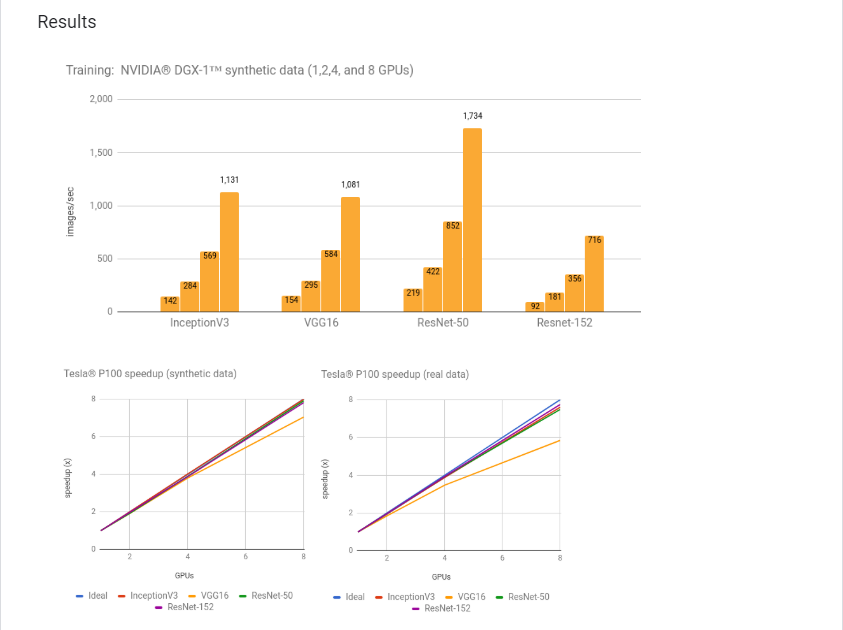 Results
Training: NVIDIA® DGX-1™ synthetic data (1,2,4, and 8 GPUs)
images/sec
2,000
1,500
1,000
500
0
142
284
569
1,131
154
295
584
1,081
219
422
852
1,734
92
181
356
716
InceptionV3
VGG16
ResNet-50
Resnet-152
Tesla® P100 speedup (synthetic data)
speedup (x)
8
6
4
2
0
2
4
6
8
GPUs
Ideal
InceptionV3
VGG16
ResNet-50
ResNet-152
Tesla® P100 speedup (real data)
speedup (x)
8
6
4
2
0
2
4
6
8
GPUs
Ideal
InceptionV3
VGG16
ResNet-50
ResNet-152